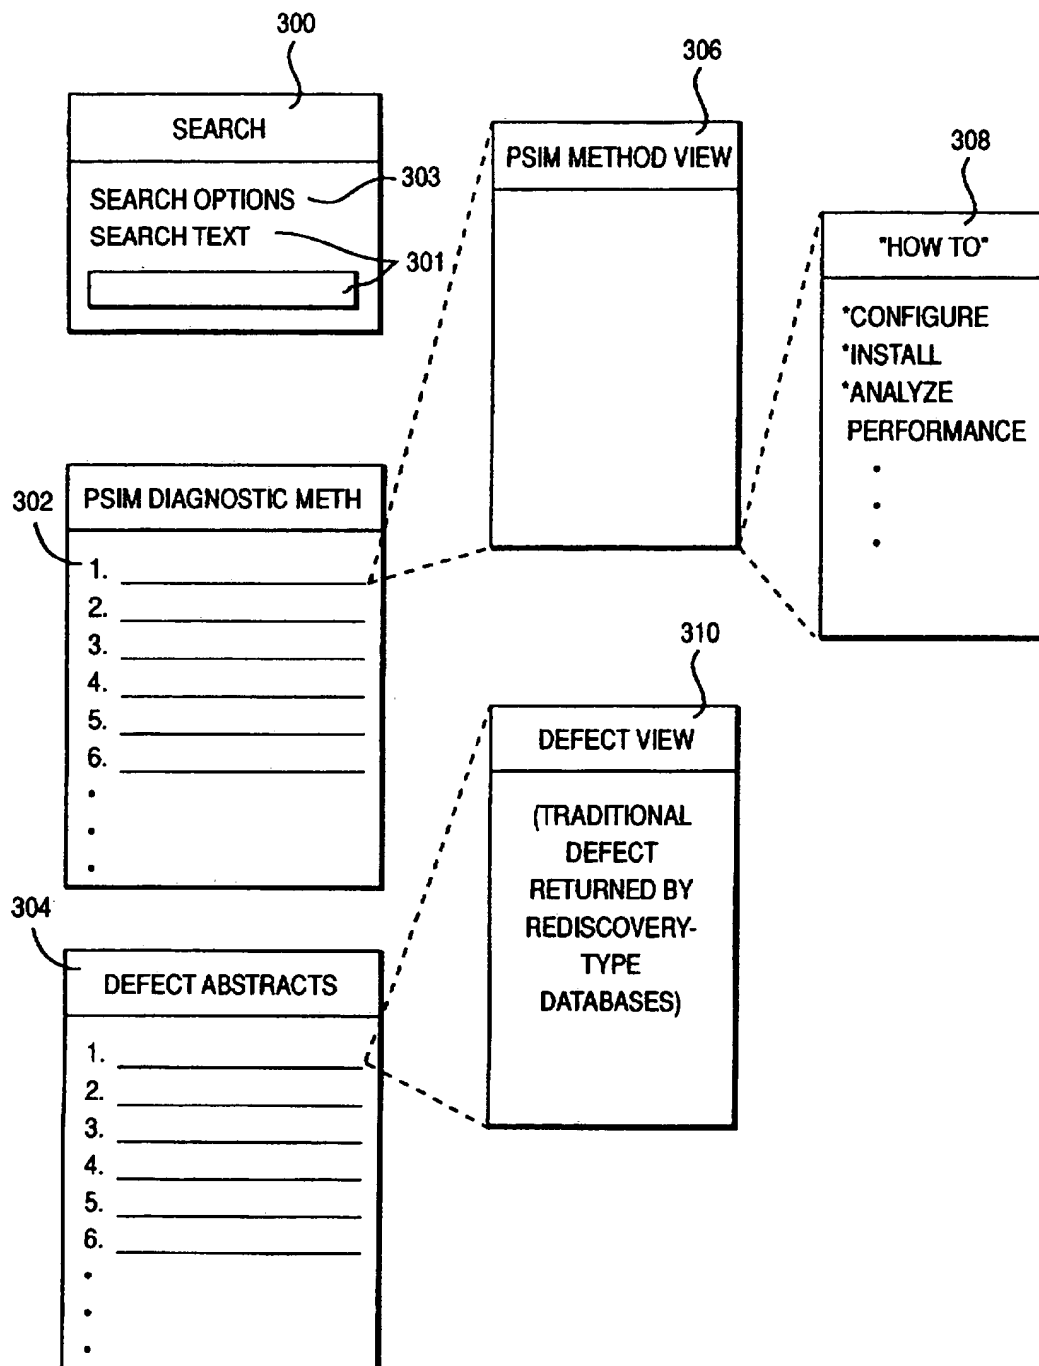 300
SEARCH
SEARCH OPTIONS
303
SEARCH TEXT
301
306
PSIM METHOD VIEW
308
"HOW TO"
*CONFIGURE
*INSTALL
*ANALYZE
PERFORMANCE
302
PSIM DIAGNOSTIC METH
1.
2.
3.
4.
5.
6.
310
DEFECT VIEW
(TRADITIONAL
DEFECT
RETURNED BY
REDISCOVERY-
TYPE
DATABASES)
304
DEFECT ABSTRACTS
1.
2.
3.
4.
5.
6.